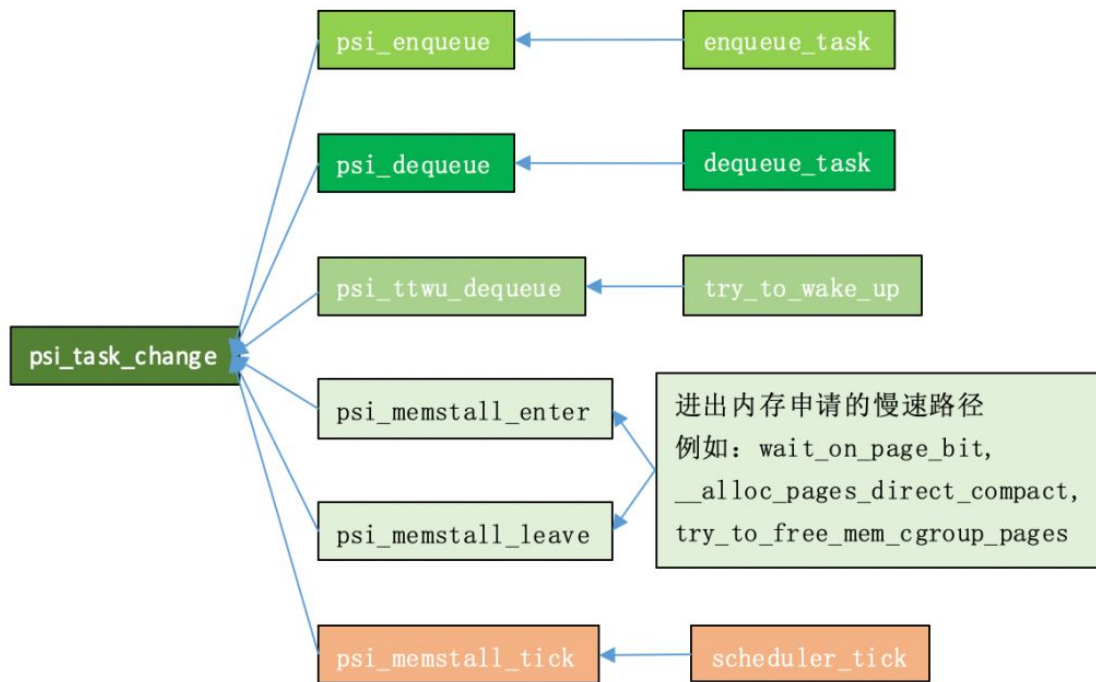 psi_enqueue
enqueue_task
psi_dequeue
dequeue_task
psi_ttwu_dequeue
try_to_wake_up
psi_task_change
psi_memstall_enter
进出内存申请的慢速路径
例如：wait_on_page_bit,
__alloc_pages_direct_compact,
try_to_free_mem_cgroup_pages
psi_memstall_leave
psi_memstall_tick
scheduler_tick